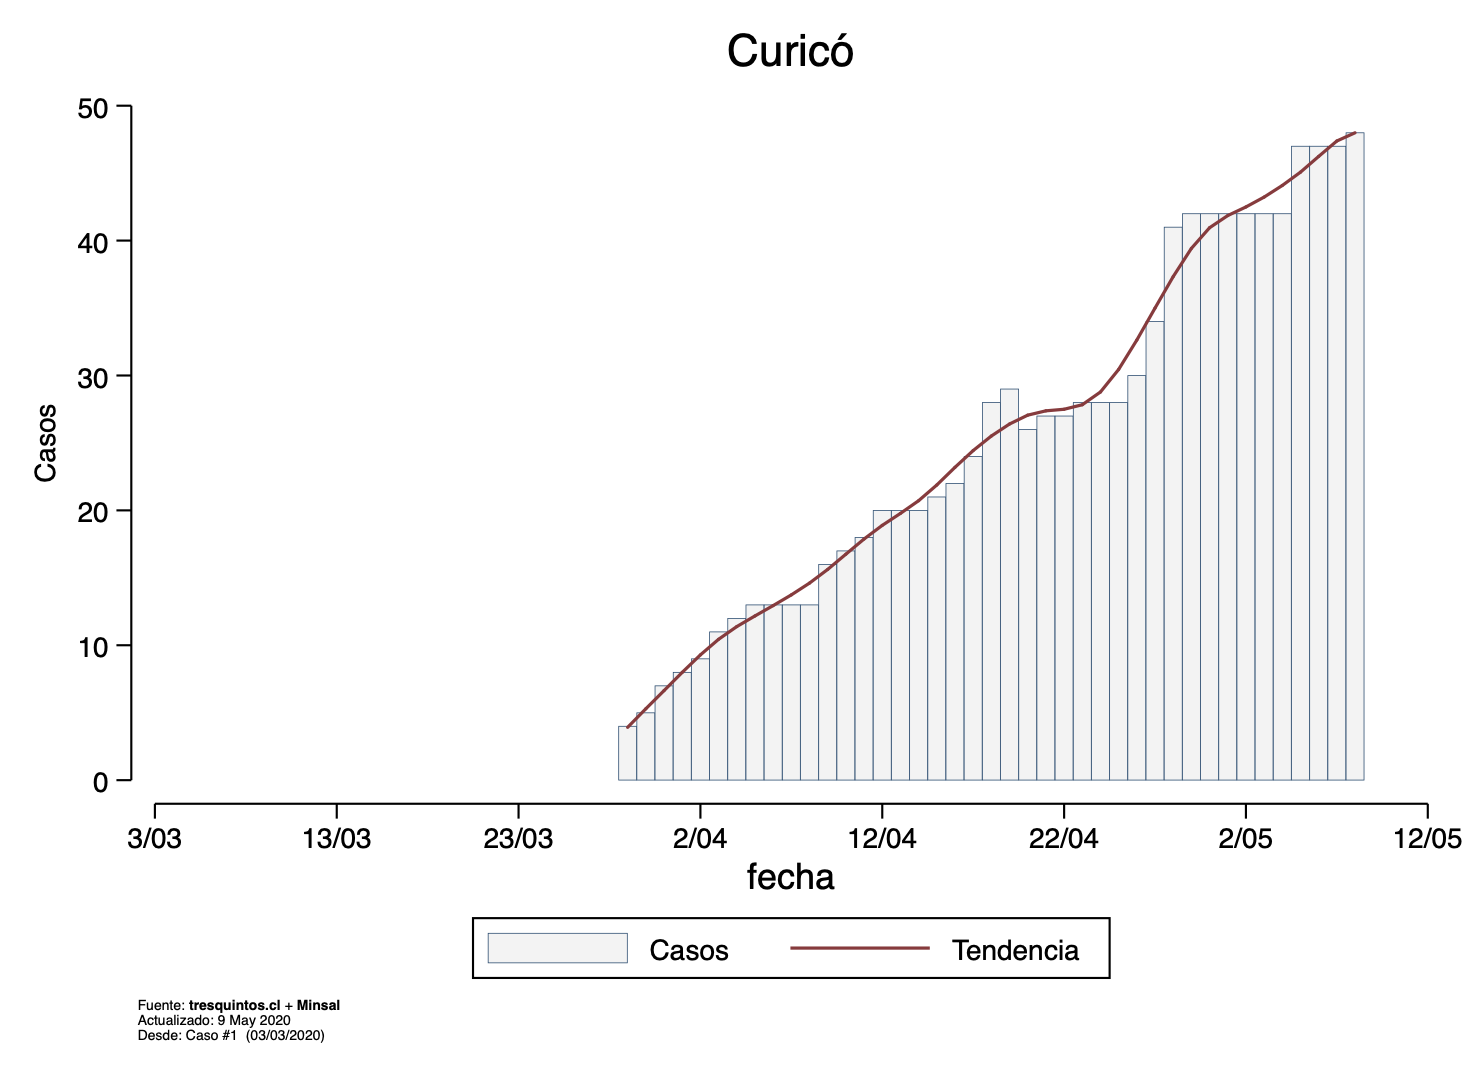 Curicó
50
40
30
20
10
0
Casos
3/03 13/03 23/03 2/04 12/04 22/04 2/05 12/05
fecha
Casos Tendencia
Fuente: tresquintos.cl + Minsal
Actualizado: 9 May 2020
Desde: Caso #1 (03/03/2020)